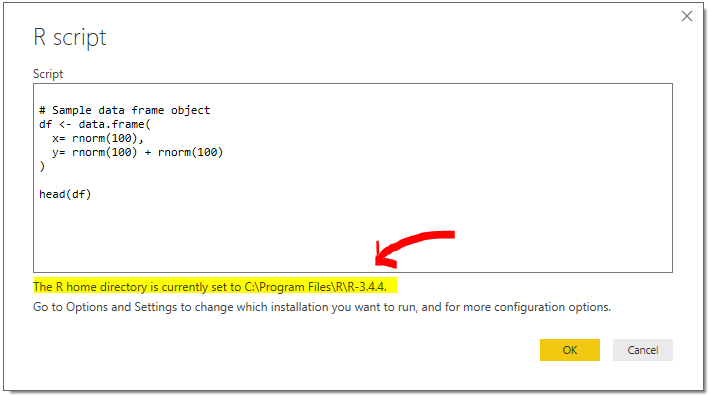 R script
Script
# Sample data frame object
df <- data.frame(
  x= rnorm(100),
  y= rnorm(100) + rnorm(100)
)
head(df)
The R home directory is currently set to C:\Program Files\R\R-3.4.4.
Go to Options and Settings to change which installation you want to run, and for more configuration options.
OK Cancel